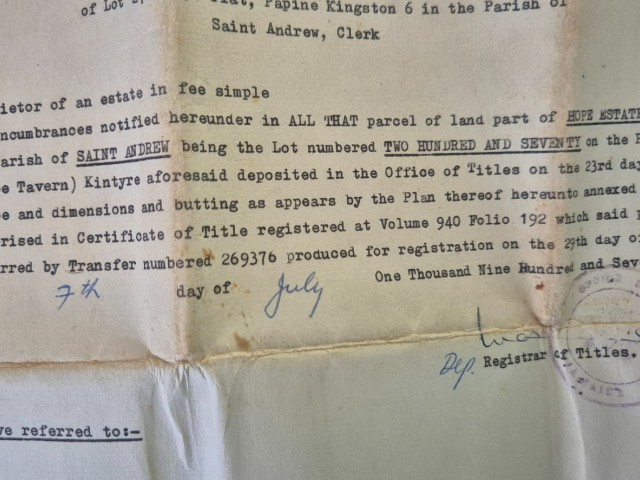 of Lot Flat, Papine Kingston 6 in the Parish of
Saint Andrew, Clerk
ietor of an estate in fee simple
ncumbrances notified hereunder in ALL THAT parcel of land part of HOPE ESTATE
arish of SAINT ANDREW being the Lot numbered TWO HUNDRED AND SEVENTY on the P
e Tavern) Kintyre aforesaid deposited in the Office of Titles on the 23rd day
e and dimensions and butting as appears by the Plan thereof hereunto annexed
rised in Certificate of Title registered at Volume 940 Folio 192 which said P
rred by Transfer numbered 269376 produced for registration on the 29th day of
7th day of July One Thousand Nine Hundred and Seve
Dep. Registrar of Titles.
ve referred to:-